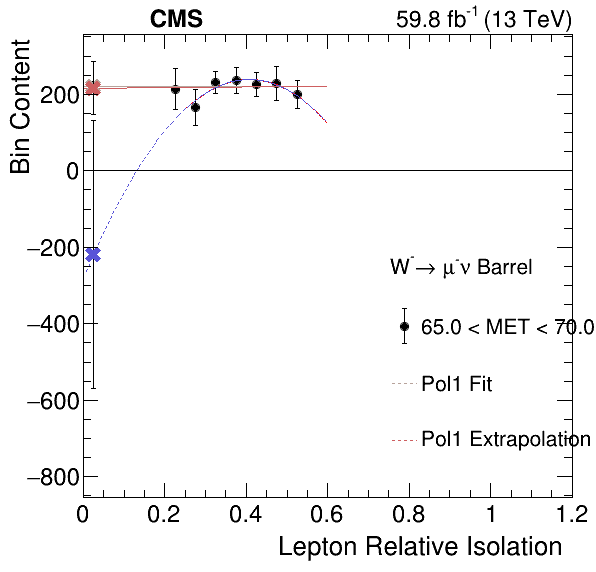 CMS 59.8 fb⁻¹ (13 TeV)
Bin Content
200
0
−200
−400
−600
−800
W⁻→ μ⁻ν Barrel
65.0 < MET < 70.0
Pol1 Fit
Pol1 Extrapolation
0 0.2 0.4 0.6 0.8 1 1.2
Lepton Relative Isolation